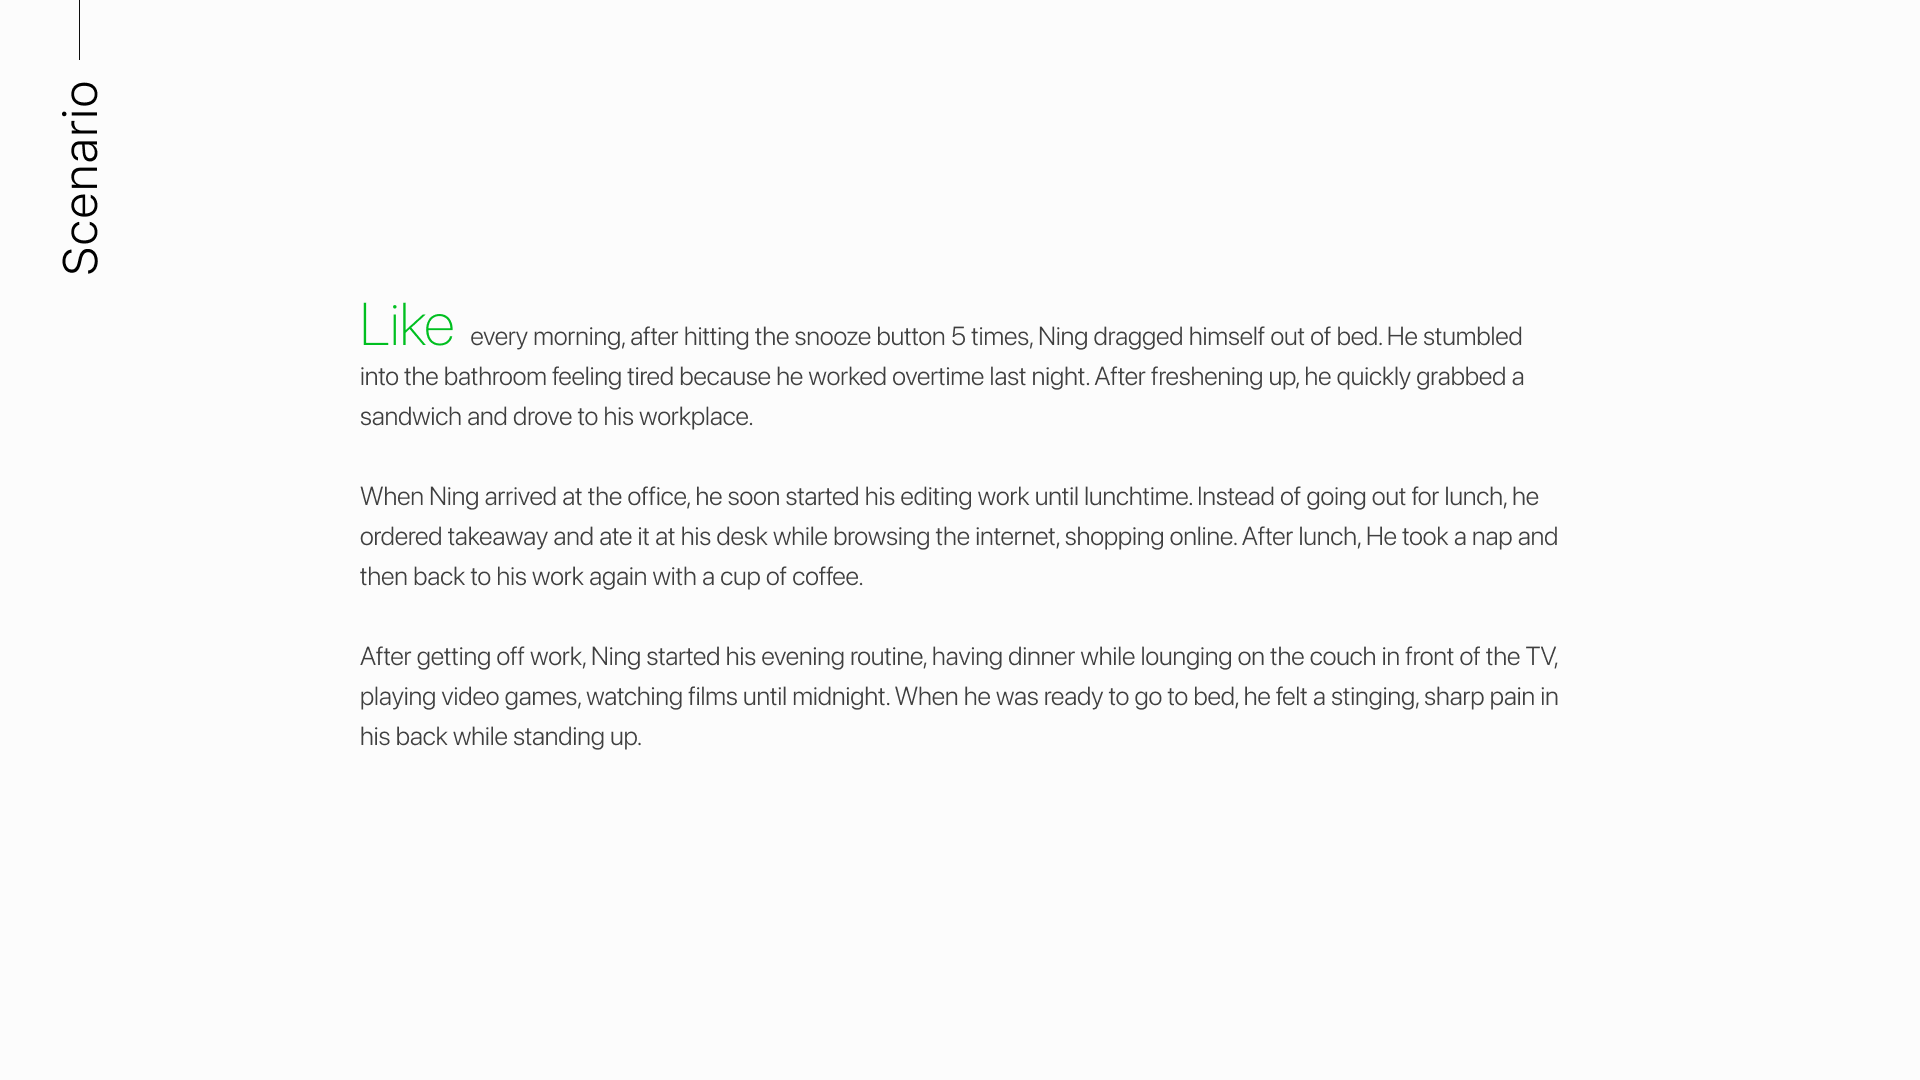 Scenario
Like every morning, after hitting the snooze button 5 times, Ning dragged himself out of bed. He stumbled
into the bathroom feeling tired because he worked overtime last night. After freshening up, he quickly grabbed a
sandwich and drove to his workplace.
When Ning arrived at the office, he soon started his editing work until lunchtime. Instead of going out for lunch, he
ordered takeaway and ate it at his desk while browsing the internet, shopping online. After lunch, He took a nap and
then back to his work again with a cup of coffee.
After getting off work, Ning started his evening routine, having dinner while lounging on the couch in front of the TV,
playing video games, watching films until midnight. When he was ready to go to bed, he felt a stinging, sharp pain in
his back while standing up.